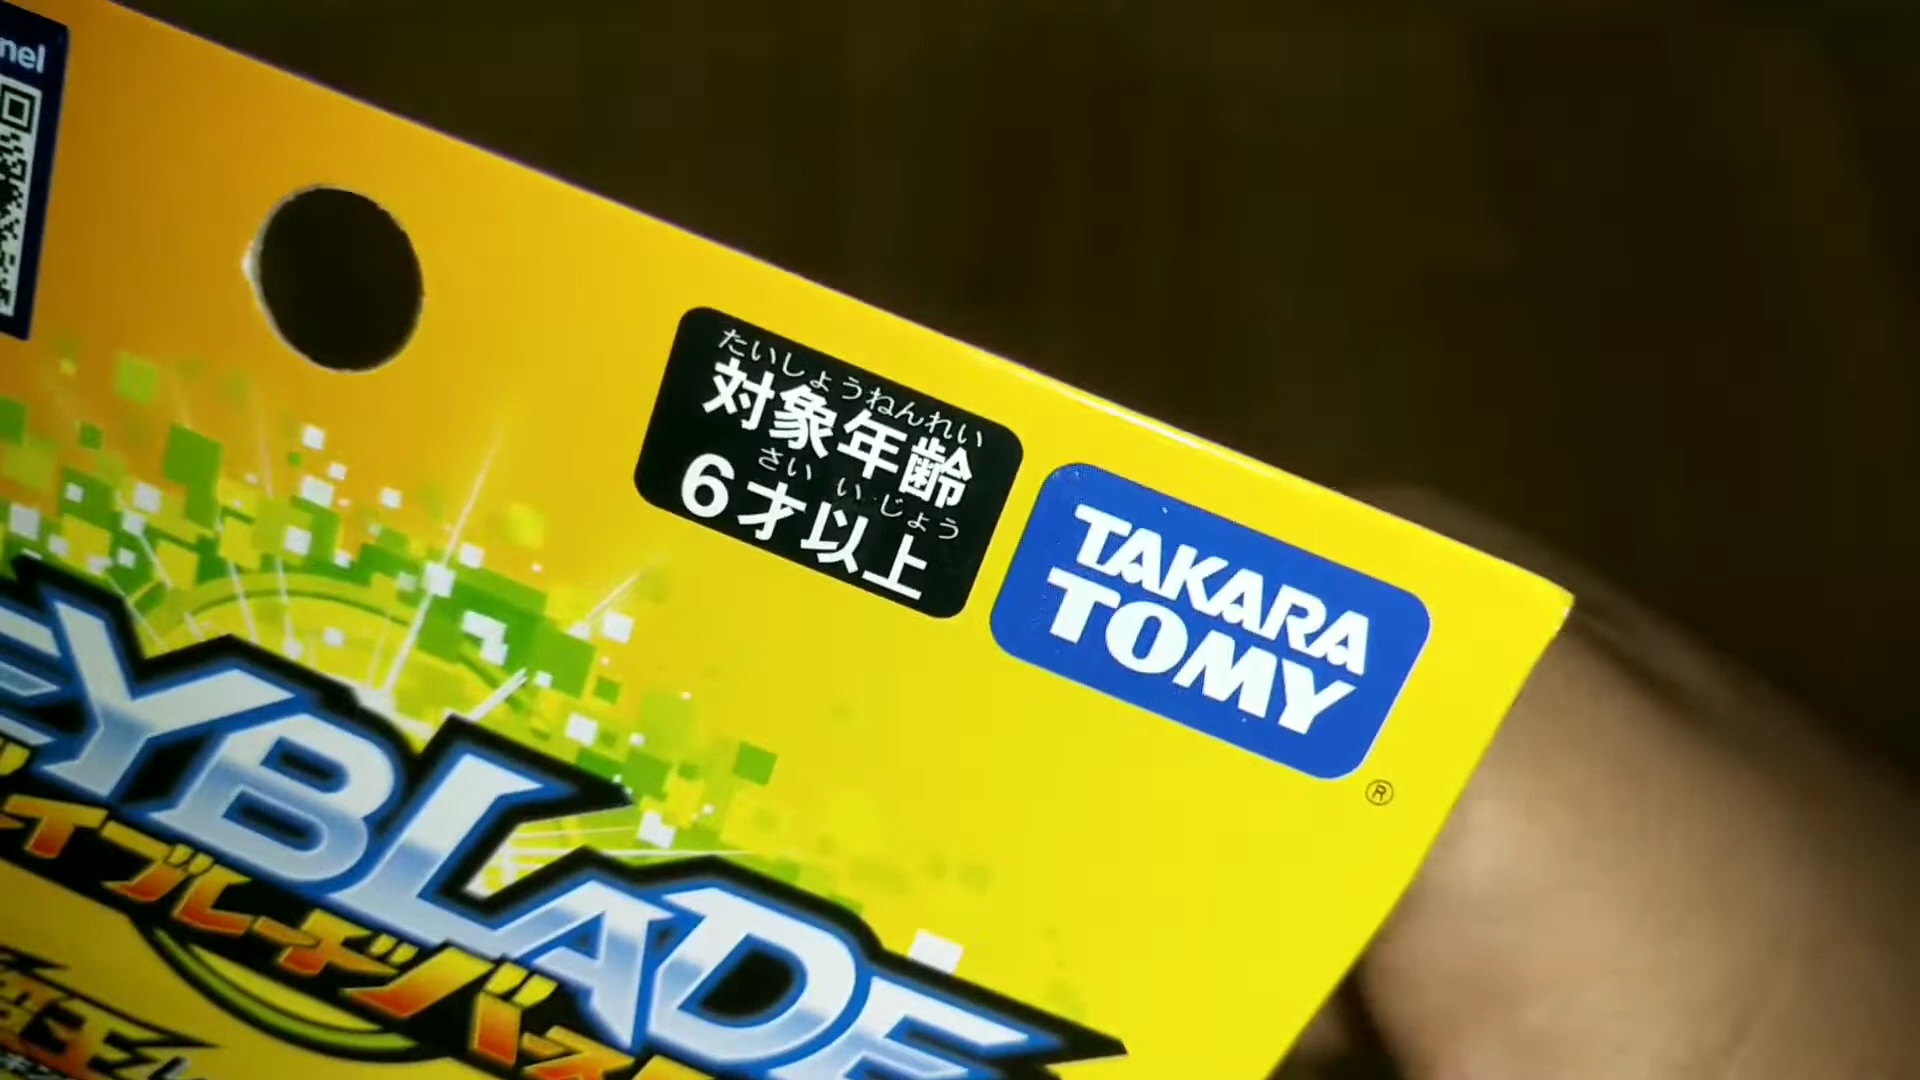 nel
たいしょうねんれい
対象年齢
さい いじょう
6才以上
TAKARA
TOMY
®
EYBLADE
イブレードバース